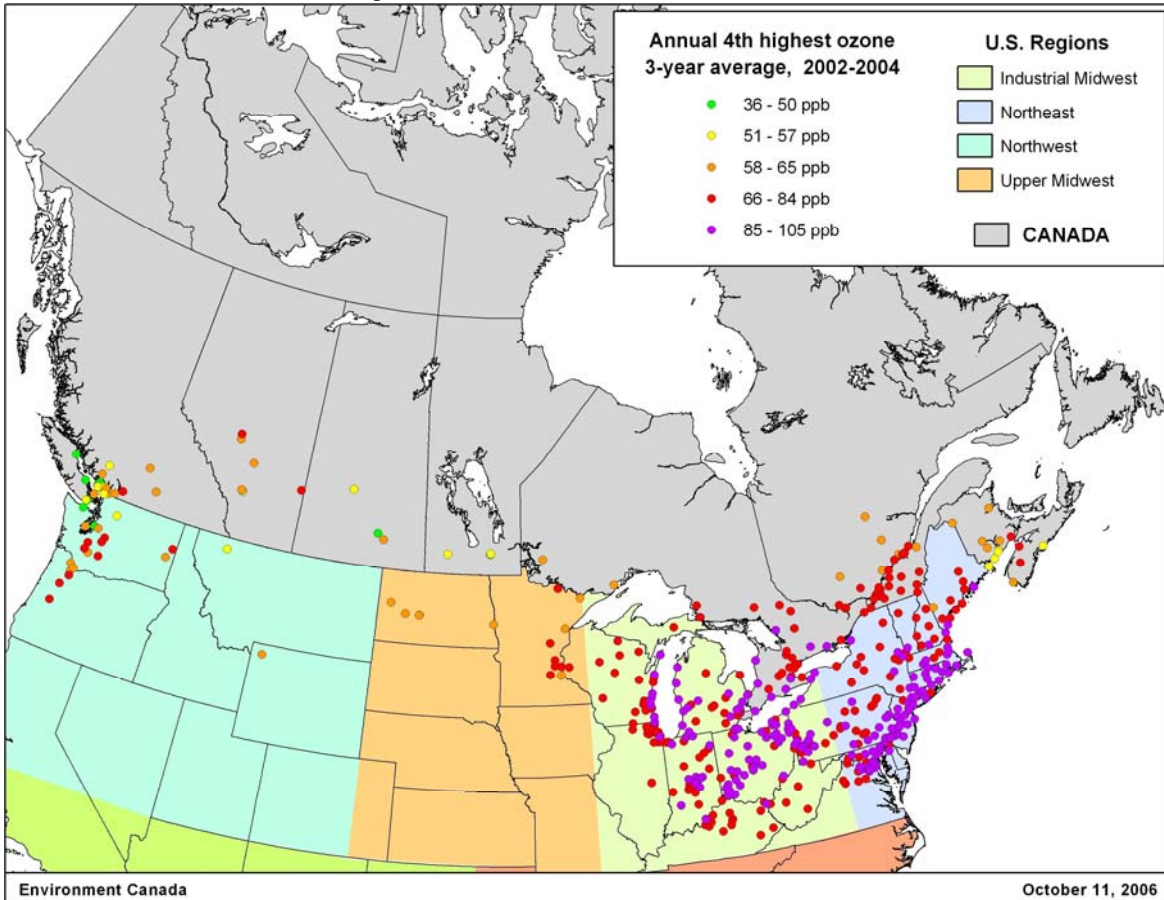 Annual 4th highest ozone
3-year average, 2002-2004
36 - 50 ppb
51 - 57 ppb
58 - 65 ppb
66 - 84 ppb
85 - 105 ppb
U.S. Regions
Industrial Midwest
Northeast
Northwest
Upper Midwest
CANADA
Environment Canada
October 11, 2006